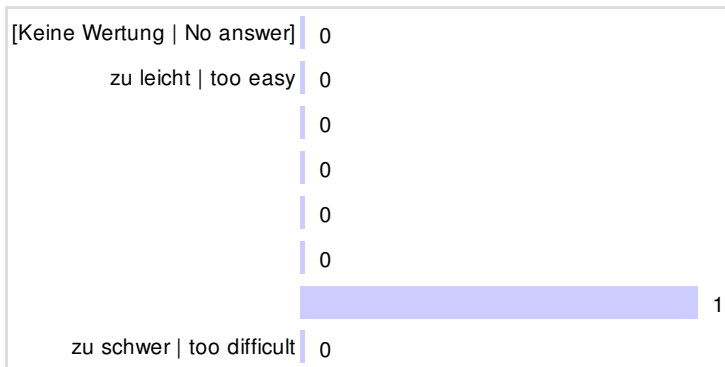 [Keine Wertung | No answer] 0
zu leicht | too easy 0
0
0
0
0
1
zu schwer | too difficult 0